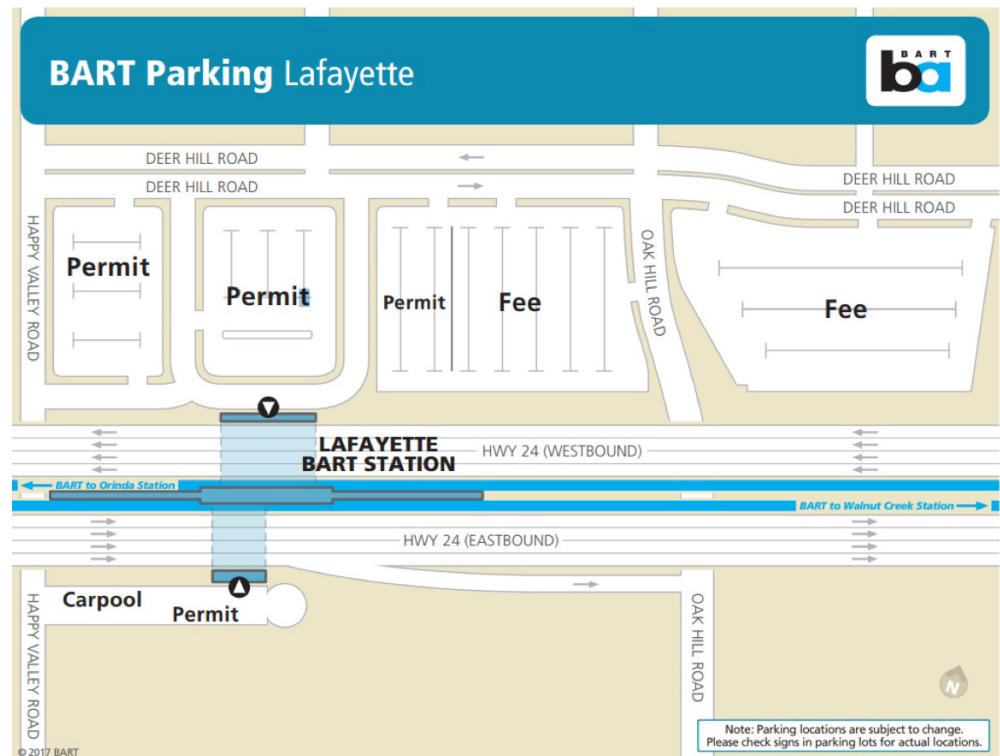 BART Parking Lafayette
BART
ba
DEER HILL ROAD
DEER HILL ROAD
DEER HILL ROAD
DEER HILL ROAD
HAPPY VALLEY ROAD
Permit
Permit
Permit
Fee
OAK HILL ROAD
Fee
LAFAYETTE
BART STATION
HWY 24 (WESTBOUND)
BART to Orinda Station
BART to Walnut Creek Station
HWY 24 (EASTBOUND)
Carpool
Permit
HAPPY VALLEY ROAD
OAK HILL ROAD
N
Note: Parking locations are subject to change.
Please check signs in parking lots for actual locations.
© 2017 BART